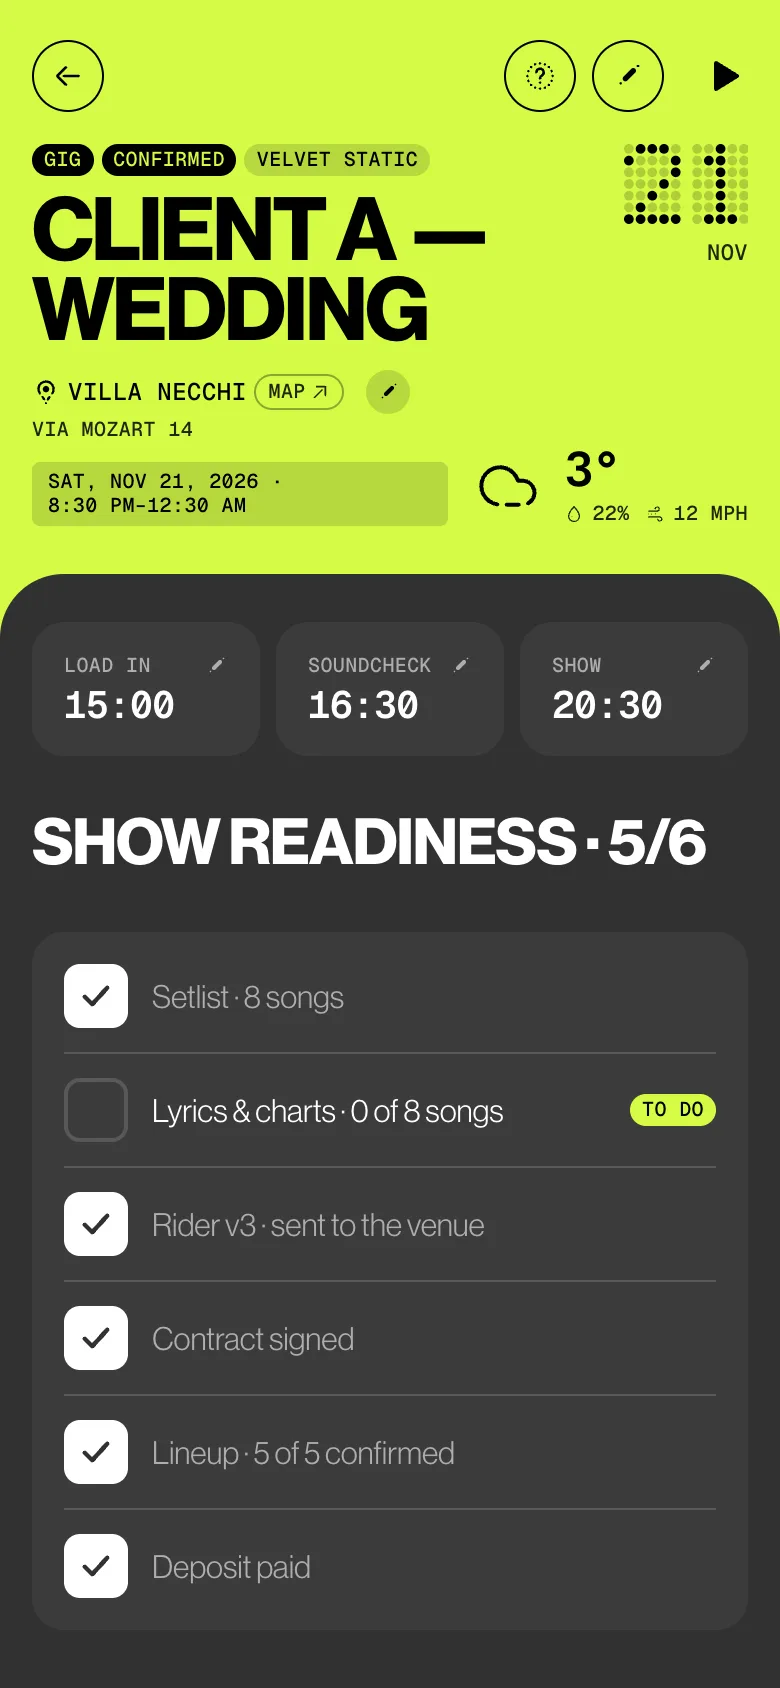 GIG CONFIRMED VELVET STATIC
21
NOV
CLIENT A —
WEDDING
VILLA NECCHI MAP
VIA MOZART 14
SAT, NOV 21, 2026 ·
8:30 PM–12:30 AM
3°
22% 12 MPH
LOAD IN
15:00
SOUNDCHECK
16:30
SHOW
20:30
SHOW READINESS · 5/6
Setlist · 8 songs
Lyrics & charts · 0 of 8 songs TO DO
Rider v3 · sent to the venue
Contract signed
Lineup · 5 of 5 confirmed
Deposit paid